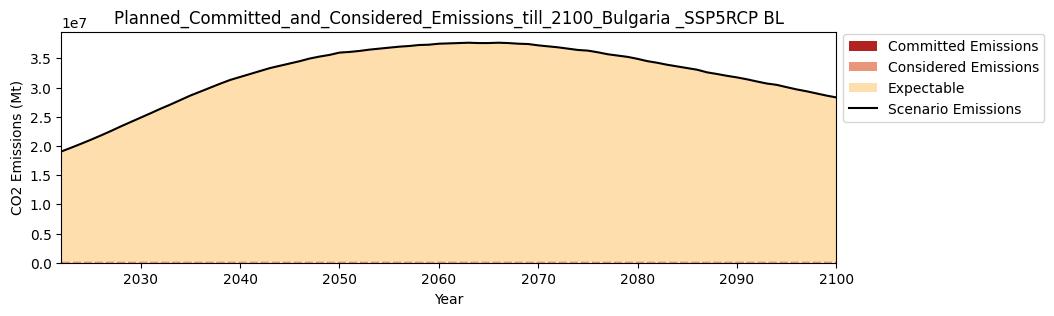 Planned_Committed_and_Considered_Emissions_till_2100_Bulgaria _SSP5RCP BL
1e7
Committed Emissions
Considered Emissions
Expectable
Scenario Emissions
3.5
3.0
2.5
2.0
1.5
1.0
0.5
0.0
CO2 Emissions (Mt)
2030 2040 2050 2060 2070 2080 2090 2100
Year